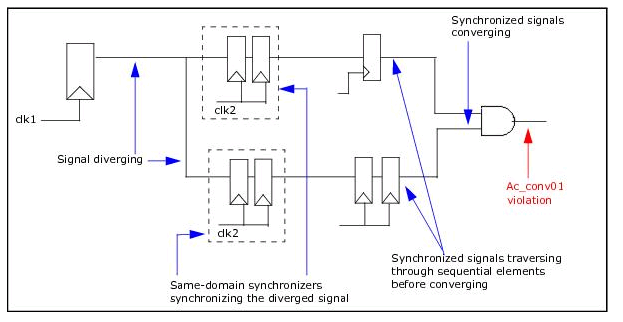 Synchronized signals
converging
clk1
clk2
Signal diverging
clk2
Ac_conv01
violation
Synchronized signals traversing
through sequential elements
before converging
Same-domain synchronizers
synchronizing the diverged signal